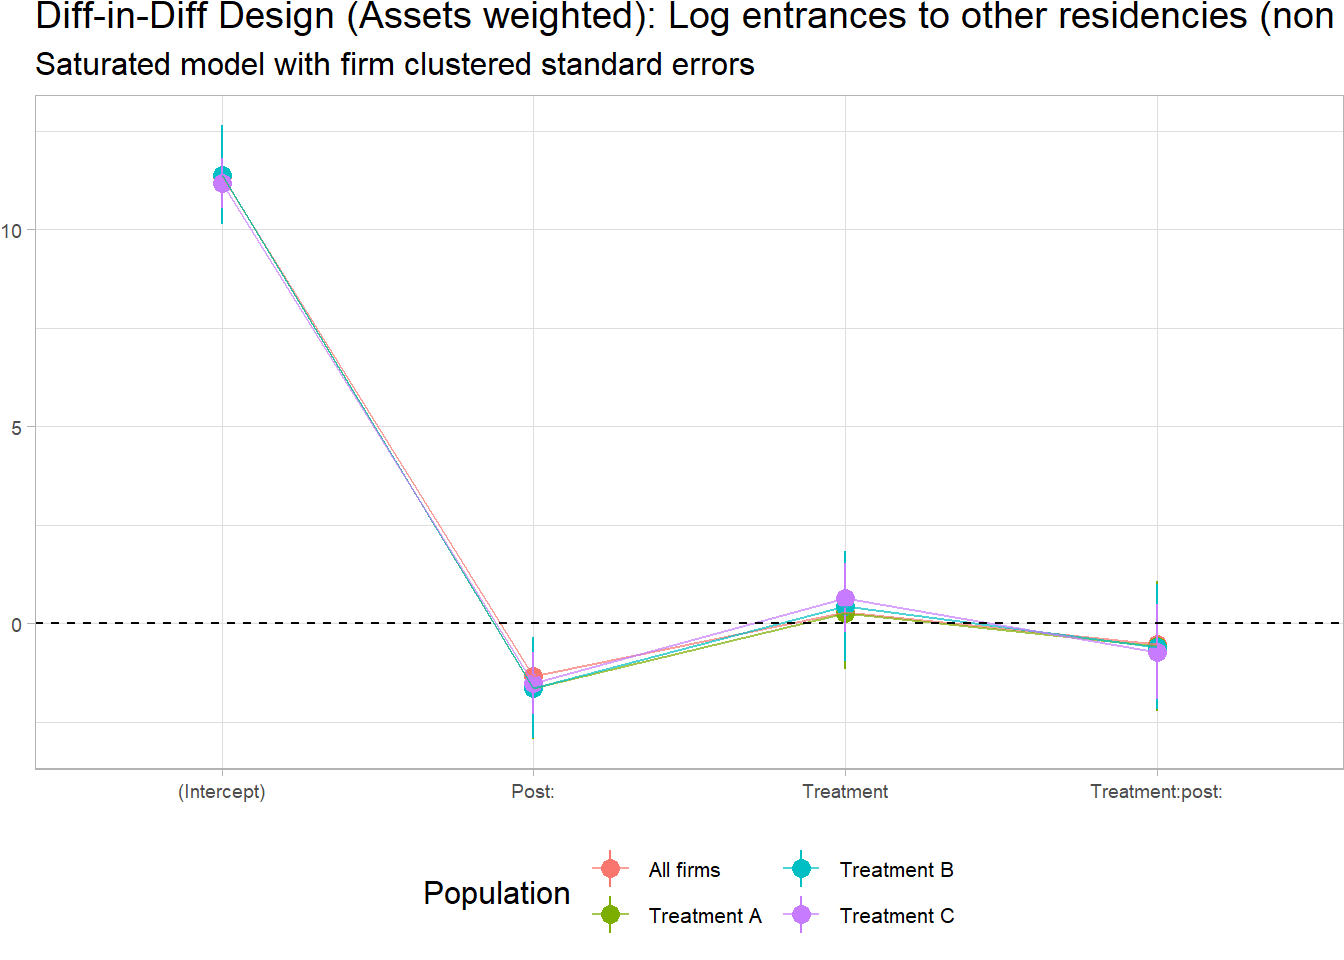 Diff-in-Diff Design (Assets weighted): Log entrances to other residencies (non
Saturated model with firm clustered standard errors
10
5
0
(Intercept) Post: Treatment Treatment:post:
Population
All firms Treatment B
Treatment A Treatment C